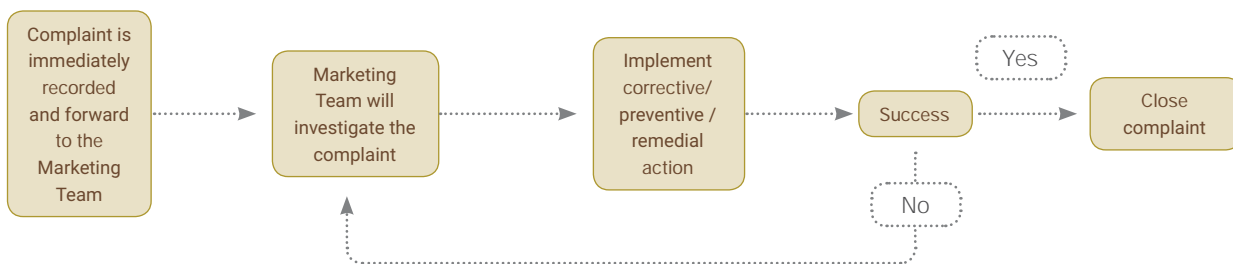 Complaint is
immediately
recorded
and forward
to the
Marketing
Team
Marketing
Team will
investigate the
complaint
Implement
corrective/
preventive /
remedial
action
Success
Yes
No
Close
complaint